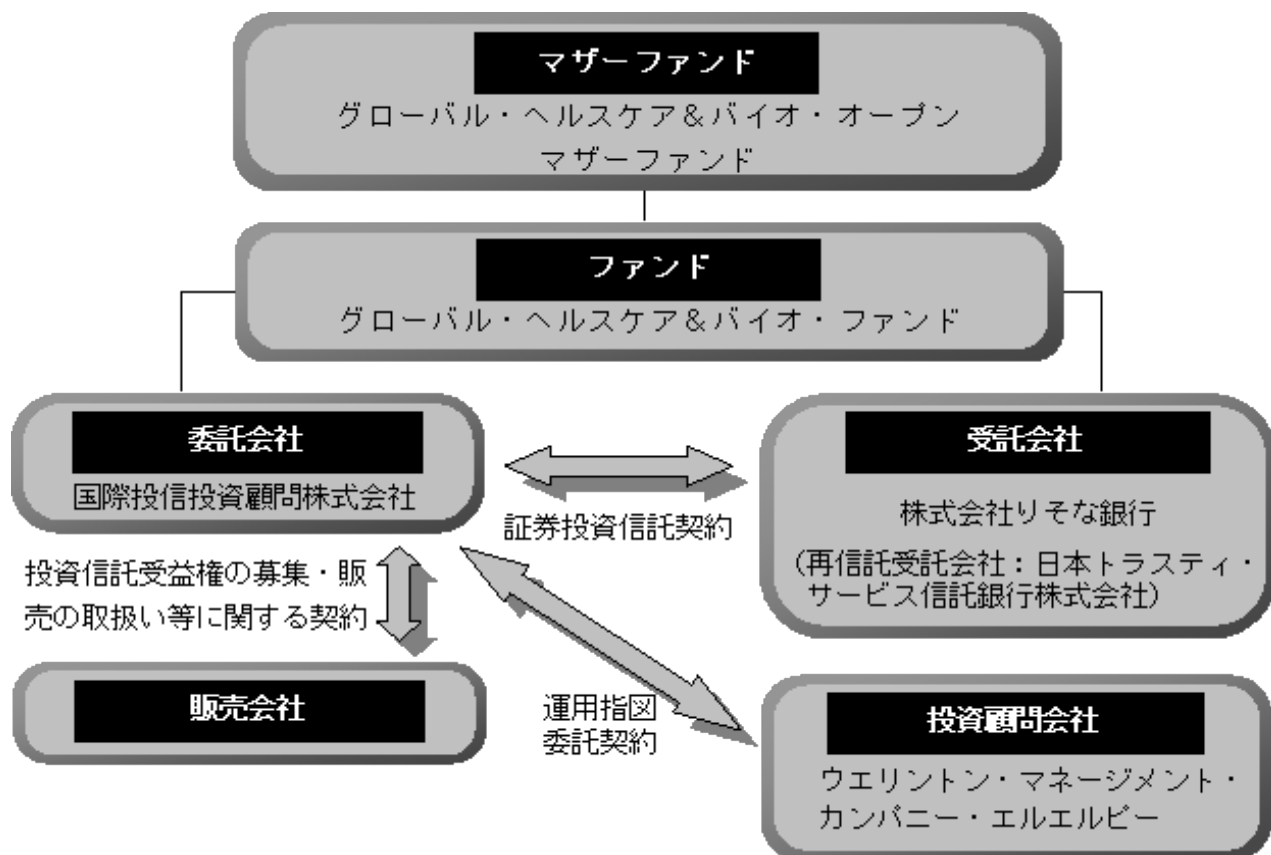 マザーファンド
グローバル・ヘルスケア＆バイオ・オープン
マザーファンド
ファンド
グローバル・ヘルスケア＆バイオ・ファンド
委託会社
国際投信投資顧問株式会社
証券投資信託契約
受託会社
株式会社りそな銀行
（再信託受託会社：日本トラスティ・
サービス信託銀行株式会社）
投資信託受益権の募集・販
売の取扱い等に関する契約
販売会社
運用指図
委託契約
投資顧問会社
ウエリントン・マネージメント・
カンパニー・エルエルピー